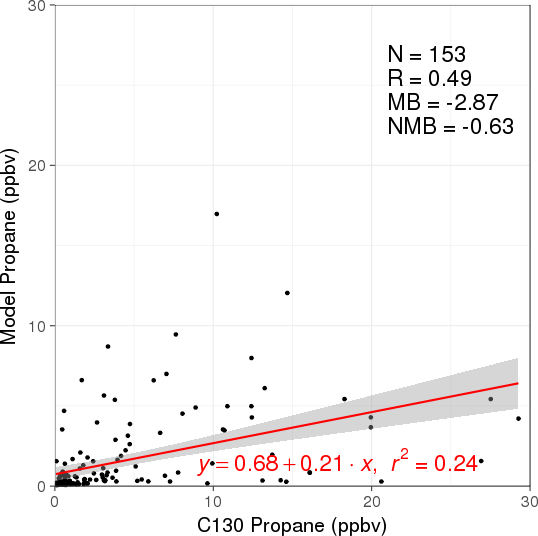 30
N = 153
R = 0.49
MB = -2.87
NMB = -0.63
20
Model Propane (ppbv)
10
y = 0.68 + 0.21 · x, r² = 0.24
0
0 10 20 30
C130 Propane (ppbv)